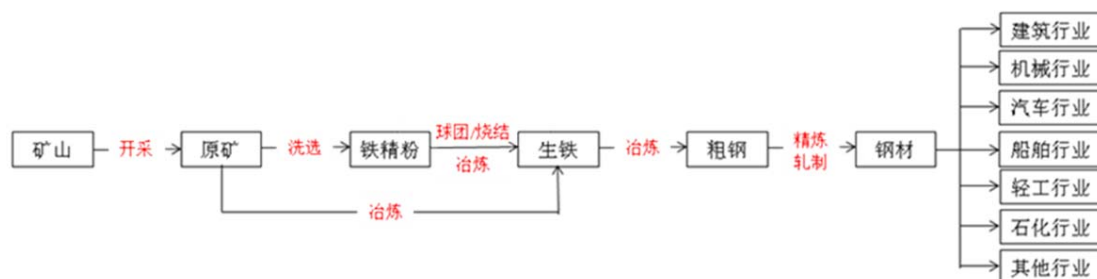 矿山
开采
原矿
洗选
铁精粉
球团/烧结
冶炼
生铁
冶炼
粗钢
精炼
轧制
钢材
冶炼
建筑行业
机械行业
汽车行业
船舶行业
轻工行业
石化行业
其他行业